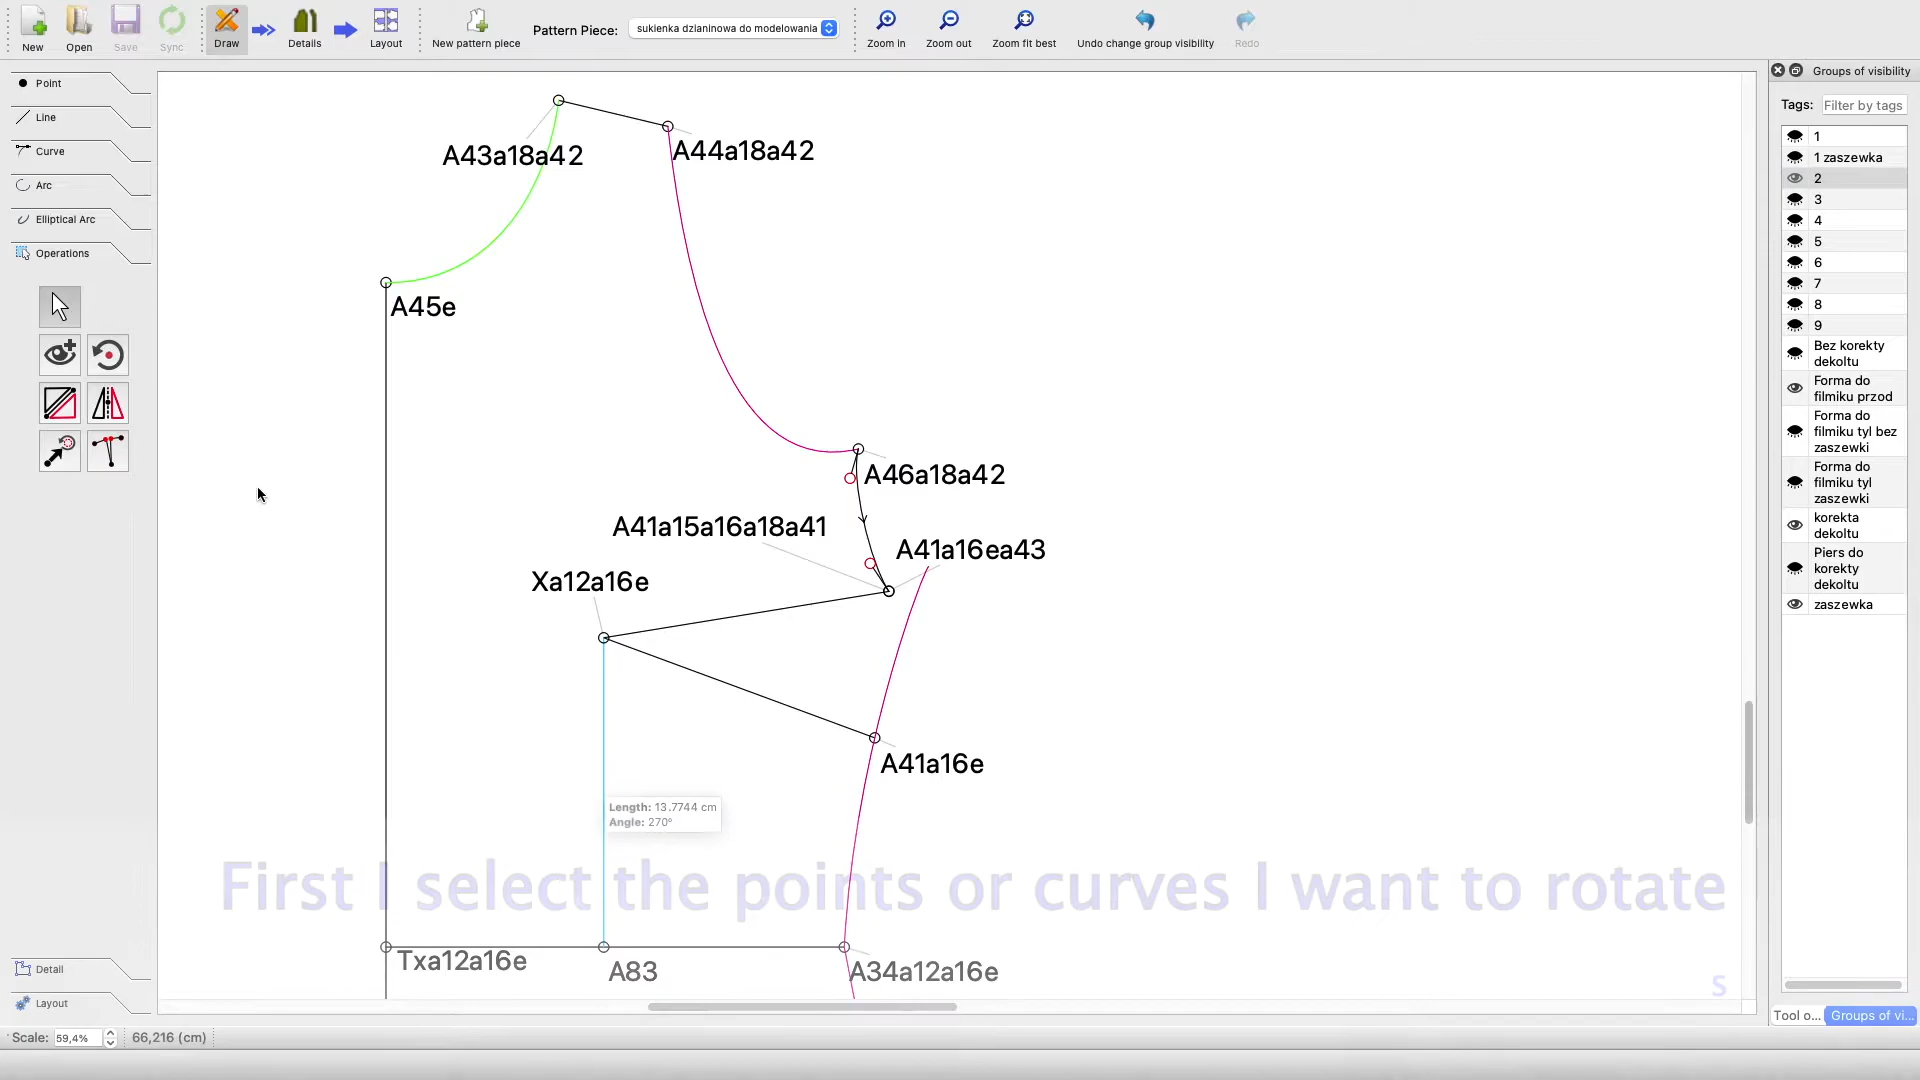 New
Open
Save
Sync
Draw
Details
Layout
New pattern piece
Pattern Piece:
sukienka dzianinowa do modelowania
Zoom in
Zoom out
Zoom fit best
Undo change group visibility
Redo
Point
Line
Curve
Arc
Elliptical Arc
Operations
Detail
Layout
A43a18a42
A44a18a42
A45e
A46a18a42
A41a15a16a18a41
A41a16ea43
Xa12a16e
A41a16e
Length: 13.7744 cm
Angle: 270°
First I select the points or curves I want to rotate
Txa12a16e
A83
A34a12a16e
S
Groups of visibility
Tags:
Filter by tags
1
1 zaszewka
2
3
4
5
6
7
8
9
Bez korekty
dekoltu
Forma do
filmiku przod
Forma do
filmiku tyl bez
zaszewki
Forma do
filmiku tyl
zaszewki
korekta
dekoltu
Piers do
korekty
dekoltu
zaszewka
Tool o...
Groups of vi...
Scale: 59,4%
66,216 (cm)